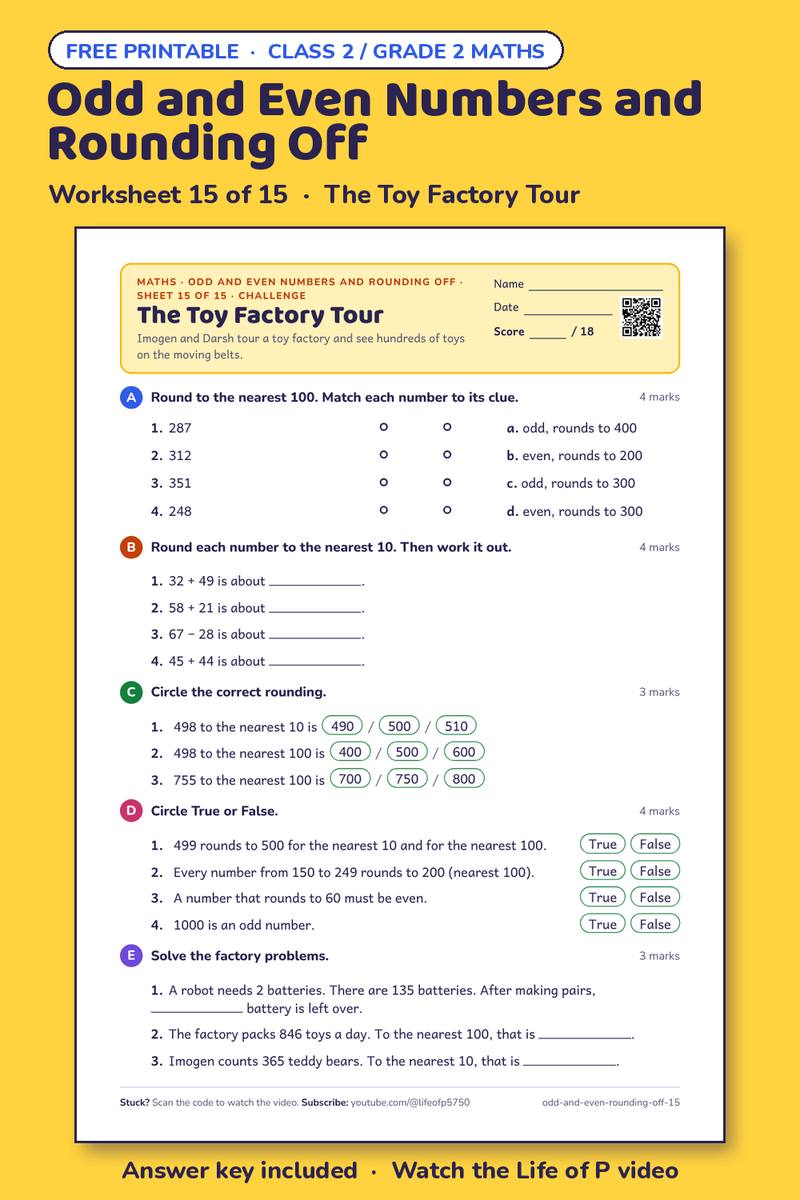 FREE PRINTABLE · CLASS 2 / GRADE 2 MATHS
Odd and Even Numbers and
Rounding Off
Worksheet 15 of 15 · The Toy Factory Tour
MATHS · ODD AND EVEN NUMBERS AND ROUNDING OFF ·
SHEET 15 OF 15 · CHALLENGE
The Toy Factory Tour
Imogen and Darsh tour a toy factory and see hundreds of toys
on the moving belts.
Name
Date
Score / 18
A Round to the nearest 100. Match each number to its clue. 4 marks
1. 287 a. odd, rounds to 400
2. 312 b. even, rounds to 200
3. 351 c. odd, rounds to 300
4. 248 d. even, rounds to 300
B Round each number to the nearest 10. Then work it out. 4 marks
1. 32 + 49 is about ____________.
2. 58 + 21 is about ____________.
3. 67 − 28 is about ____________.
4. 45 + 44 is about ____________.
C Circle the correct rounding. 3 marks
1. 498 to the nearest 10 is 490 / 500 / 510
2. 498 to the nearest 100 is 400 / 500 / 600
3. 755 to the nearest 100 is 700 / 750 / 800
D Circle True or False. 4 marks
1. 499 rounds to 500 for the nearest 10 and for the nearest 100. True False
2. Every number from 150 to 249 rounds to 200 (nearest 100). True False
3. A number that rounds to 60 must be even. True False
4. 1000 is an odd number. True False
E Solve the factory problems. 3 marks
1. A robot needs 2 batteries. There are 135 batteries. After making pairs,
____________ battery is left over.
2. The factory packs 846 toys a day. To the nearest 100, that is ____________.
3. Imogen counts 365 teddy bears. To the nearest 10, that is ____________.
Stuck? Scan the code to watch the video. Subscribe: youtube.com/@lifeofp5750 odd-and-even-rounding-off-15
Answer key included · Watch the Life of P video